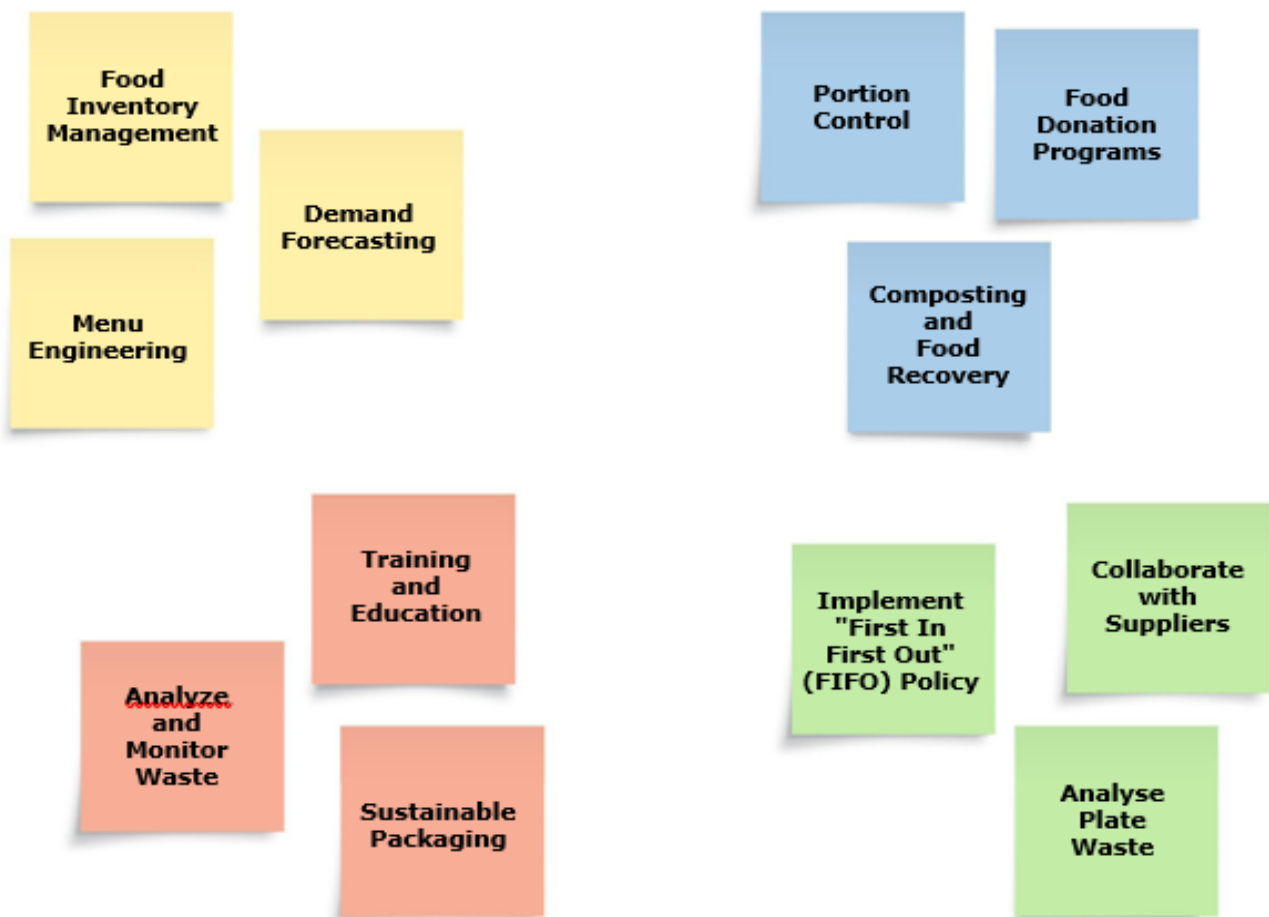 Food
Inventory
Management
Demand
Forecasting
Menu
Engineering
Portion
Control
Food
Donation
Programs
Composting
and
Food
Recovery
Training
and
Education
Analyze
and
Monitor
Waste
Sustainable
Packaging
Implement
"First In
First Out"
(FIFO) Policy
Collaborate
with
Suppliers
Analyse
Plate
Waste